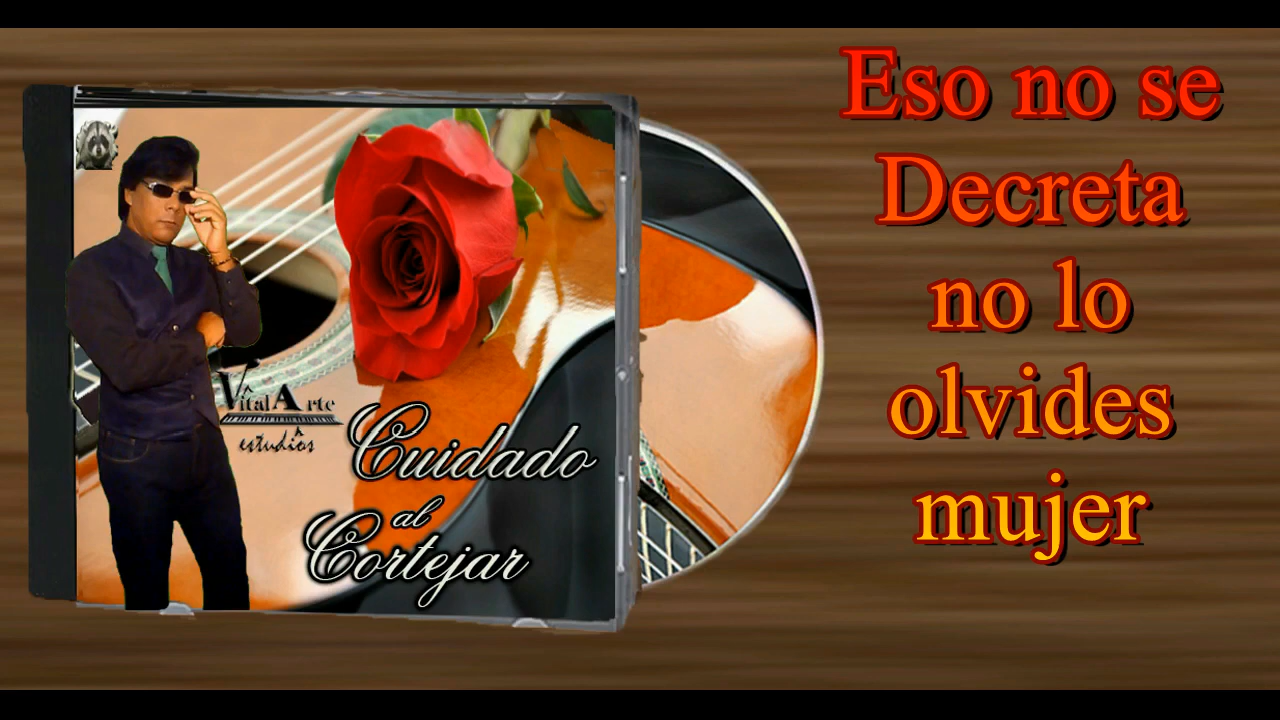 VitalArte
estudios
Cuidado
al
Cortejar
Eso no se
Decreta
no lo
olvides
mujer